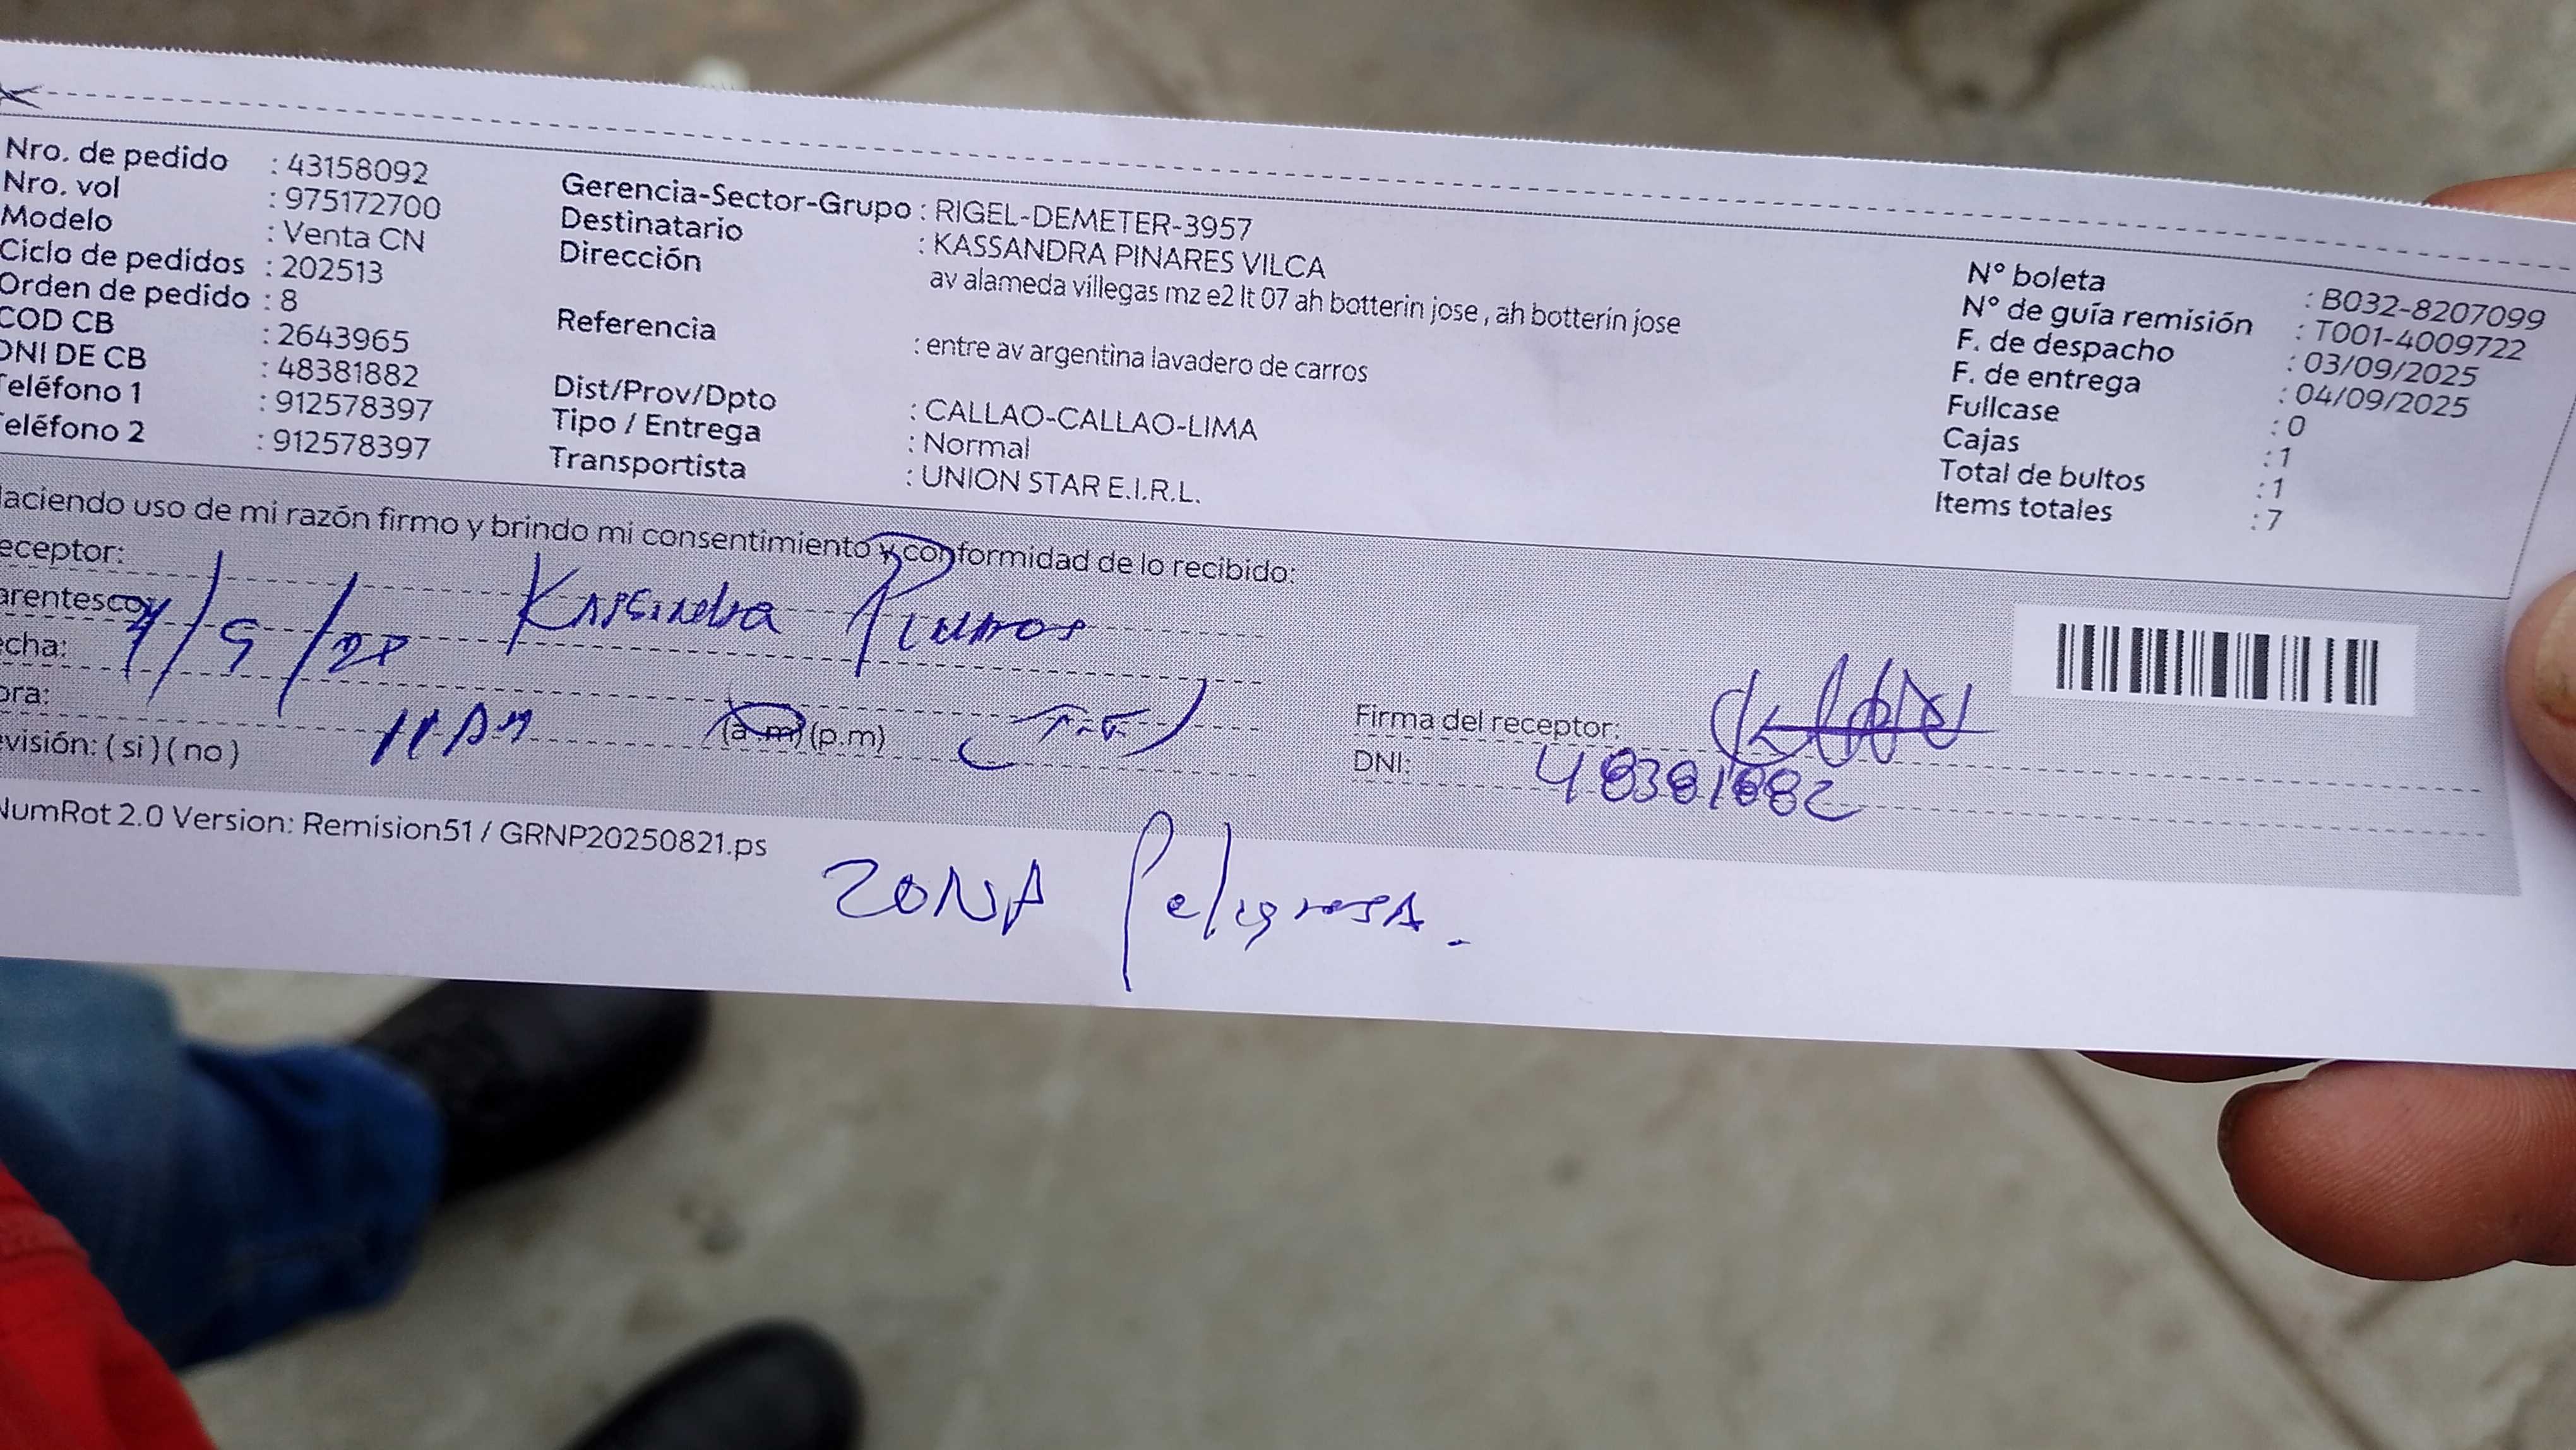 Nro. de pedido : 43158092
Nro. vol : 975172700
Modelo : Venta CN
Ciclo de pedidos : 202513
Orden de pedido : 8
COD CB : 2643965
DNI DE CB : 48381882
Teléfono 1 : 912578397
Teléfono 2 : 912578397
Gerencia-Sector-Grupo : RIGEL-DEMETER-3957
Destinatario : KASSANDRA PINARES VILCA
Dirección av alameda villegas mz e2 lt 07 ah botterin jose , ah botterin jose
Referencia : entre av argentina lavadero de carros
Dist/Prov/Dpto : CALLAO-CALLAO-LIMA
Tipo / Entrega : Normal
Transportista : UNION STAR E.I.R.L.
N° boleta : B032-8207099
N° de guía remisión : T001-4009722
F. de despacho : 03/09/2025
F. de entrega : 04/09/2025
Fullcase : 0
Cajas : 1
Total de bultos : 1
Items totales : 7
aciendo uso de mi razón firmo y brindo mi consentimiento y conformidad de lo recibido:
eceptor:
arentesco
Kassandra
echa:
ora: 11 AM (a m) (p.m)
evisión: ( si ) ( no )
Firma del receptor:
DNI: 48381882
NumRot 2.0 Version: Remision51 / GRNP20250821.ps
ZONA Peligrosa.